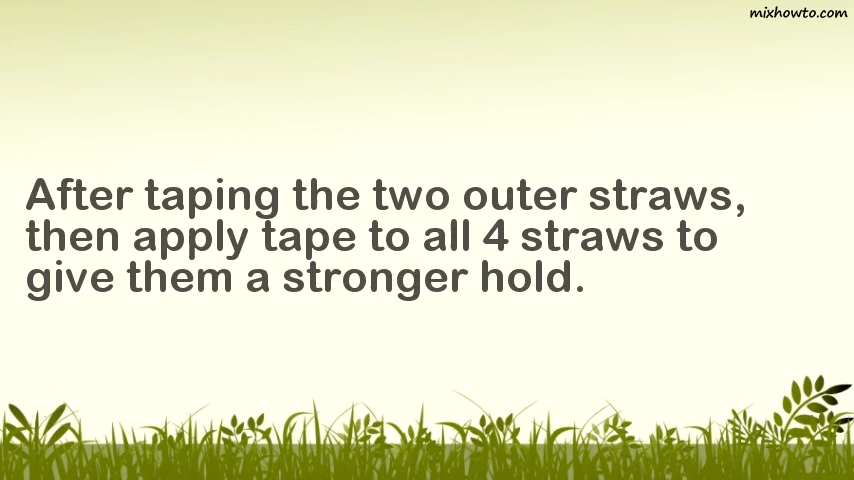 mixhowto.com
After taping the two outer straws,
then apply tape to all 4 straws to
give them a stronger hold.